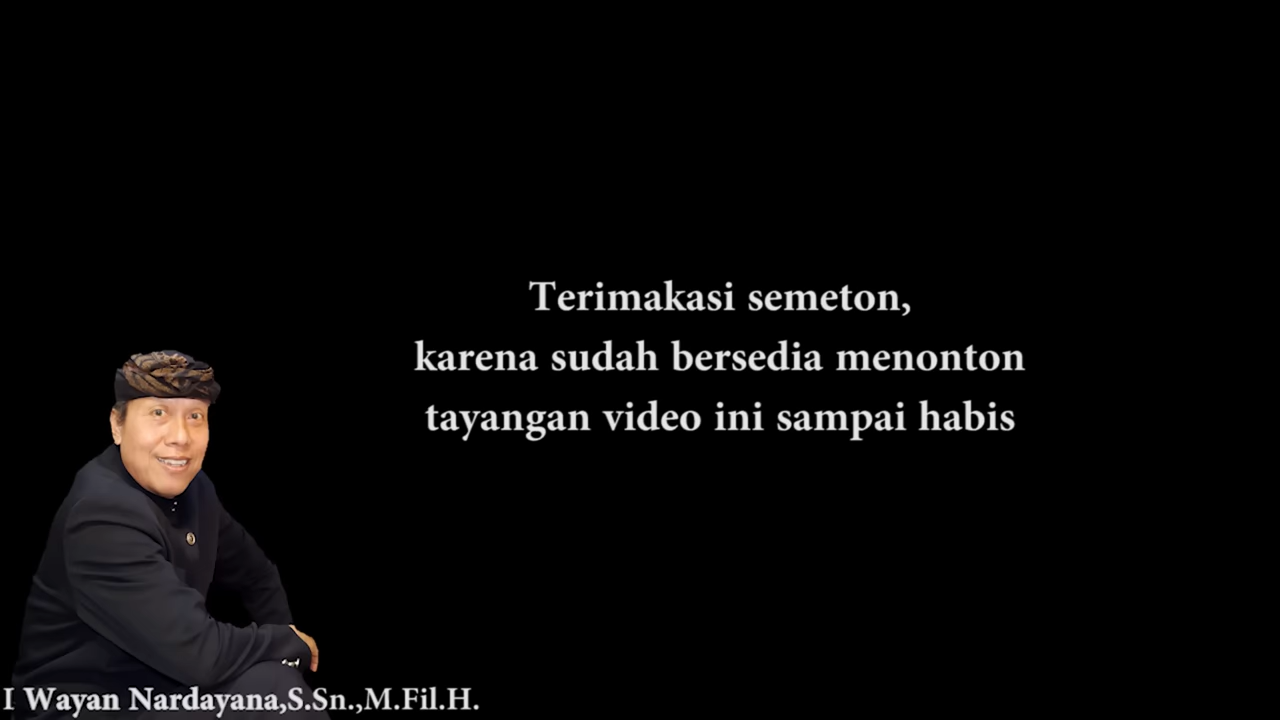 Terimakasi semeton,
karena sudah bersedia menonton
tayangan video ini sampai habis
I Wayan Nardayana,S.Sn.,M.Fil.H.